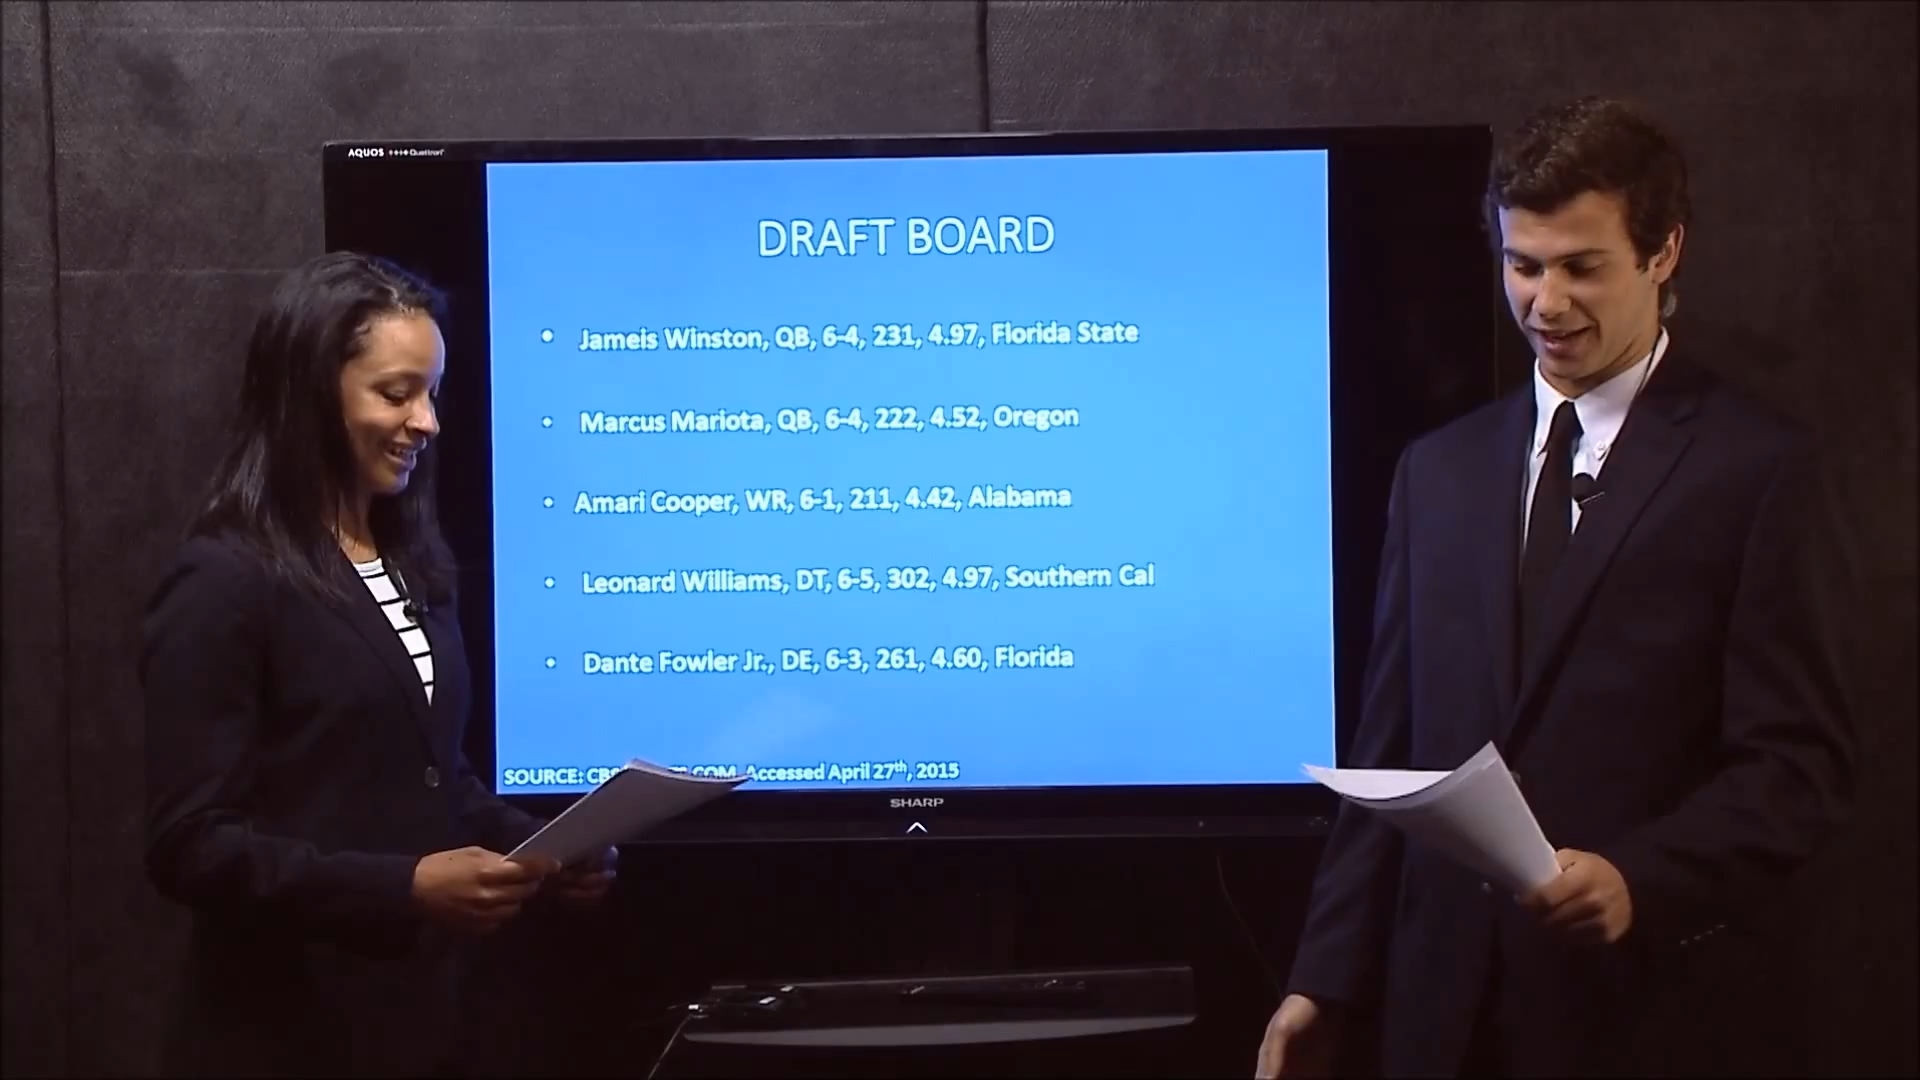 AQUOS Quattron
DRAFT BOARD
• Jameis Winston, QB, 6-4, 231, 4.97, Florida State
• Marcus Mariota, QB, 6-4, 222, 4.52, Oregon
• Amari Cooper, WR, 6-1, 211, 4.42, Alabama
• Leonard Williams, DT, 6-5, 302, 4.97, Southern Cal
• Dante Fowler Jr., DE, 6-3, 261, 4.60, Florida
SOURCE: .COM. Accessed April 27th, 2015
SHARP